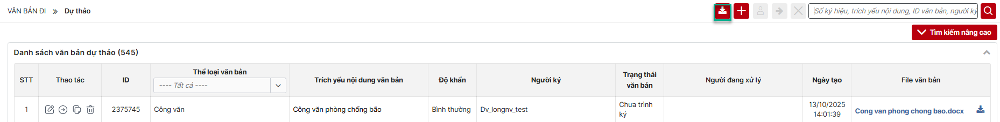 VĂN BẢN ĐI » Dự thảo
Số ký hiệu, trích yếu nội dung, ID văn bản, người ký
Tìm kiếm nâng cao
Danh sách văn bản dự thảo (545)
STT Thao tác ID Thể loại văn bản ---- Tất cả ---- Trích yếu nội dung văn bản Độ khẩn Người ký Trạng thái văn bản Người đang xử lý Ngày tạo File văn bản
1 2375745 Công văn Công văn phòng chống bão Bình thường Dv_longnv_test Chưa trình ký 13/10/2025 14:01:39 Cong van phong chong bao.docx